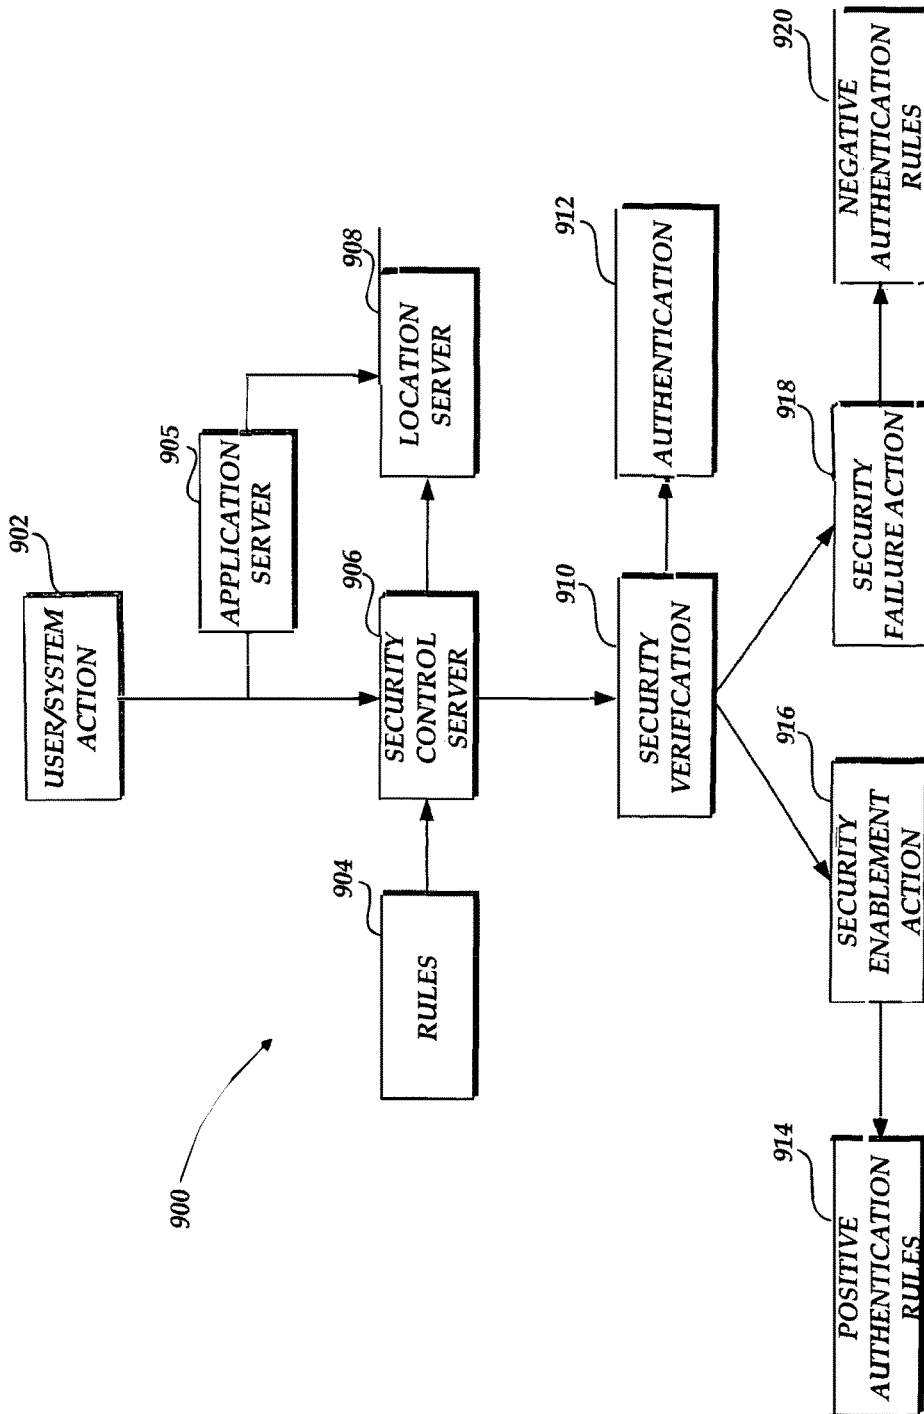 902
USER/SYSTEM
ACTION
905
APPLICATION
SERVER
900
904
RULES
906
SECURITY
CONTROL
SERVER
908
LOCATION
SERVER
910
SECURITY
VERIFICATION
912
AUTHENTICATION
914
POSITIVE
AUTHENTICATION
RULES
916
SECURITY
ENABLEMENT
ACTION
918
SECURITY
FAILURE ACTION
920
NEGATIVE
AUTHENTICATION
RULES